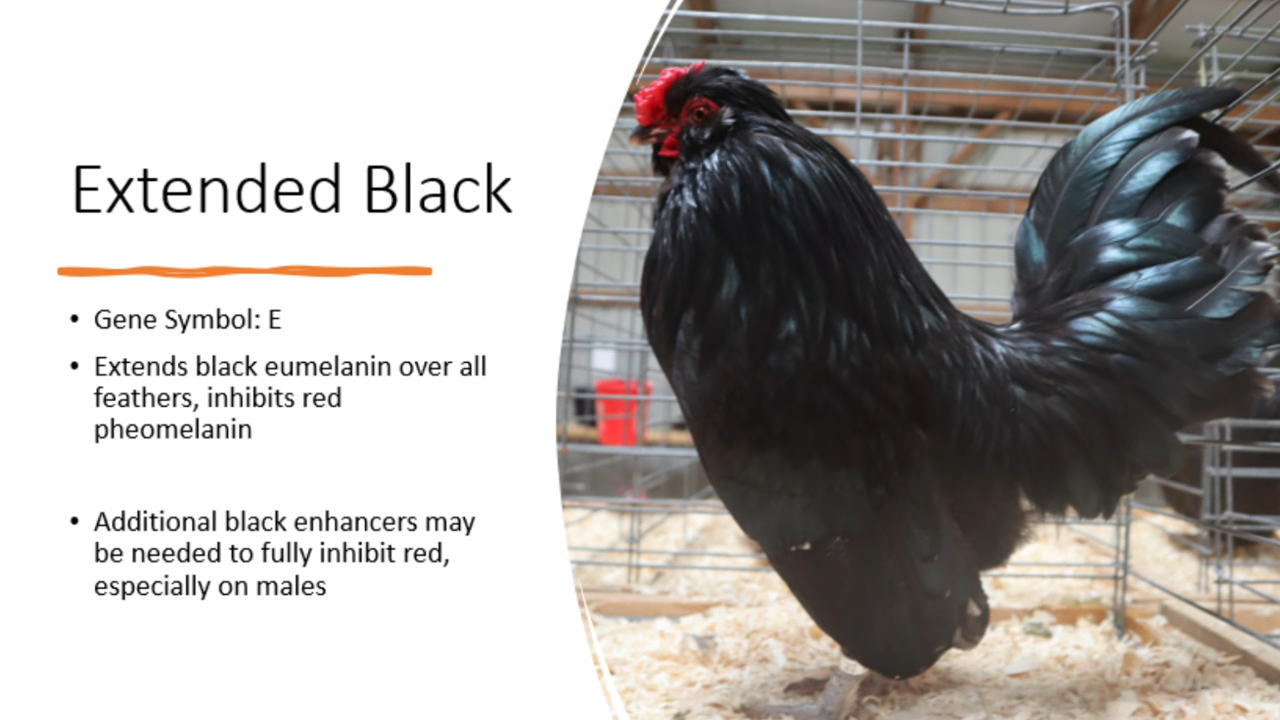 Extended Black
• Gene Symbol: E
• Extends black eumelanin over all
feathers, inhibits red
pheomelanin
• Additional black enhancers may
be needed to fully inhibit red,
especially on males